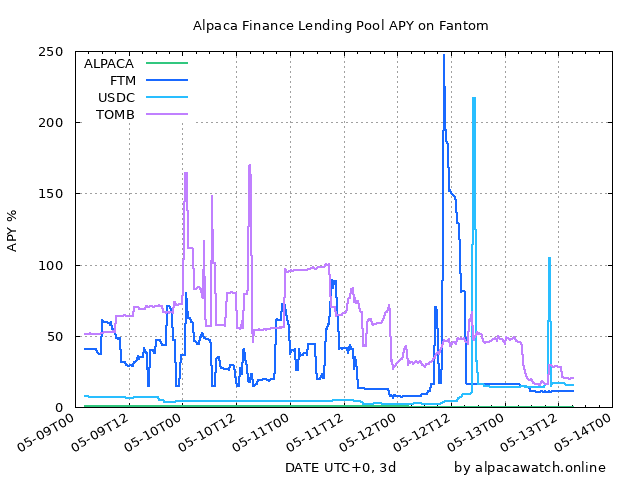 Alpaca Finance Lending Pool APY on Fantom
250
200
150
100
50
0
APY %
ALPACA
FTM
USDC
TOMB
05-09T00
05-09T12
05-10T00
05-10T12
05-11T00
05-11T12
05-12T00
05-12T12
05-13T00
05-13T12
05-14T00
DATE UTC+0, 3d
by alpacawatch.online